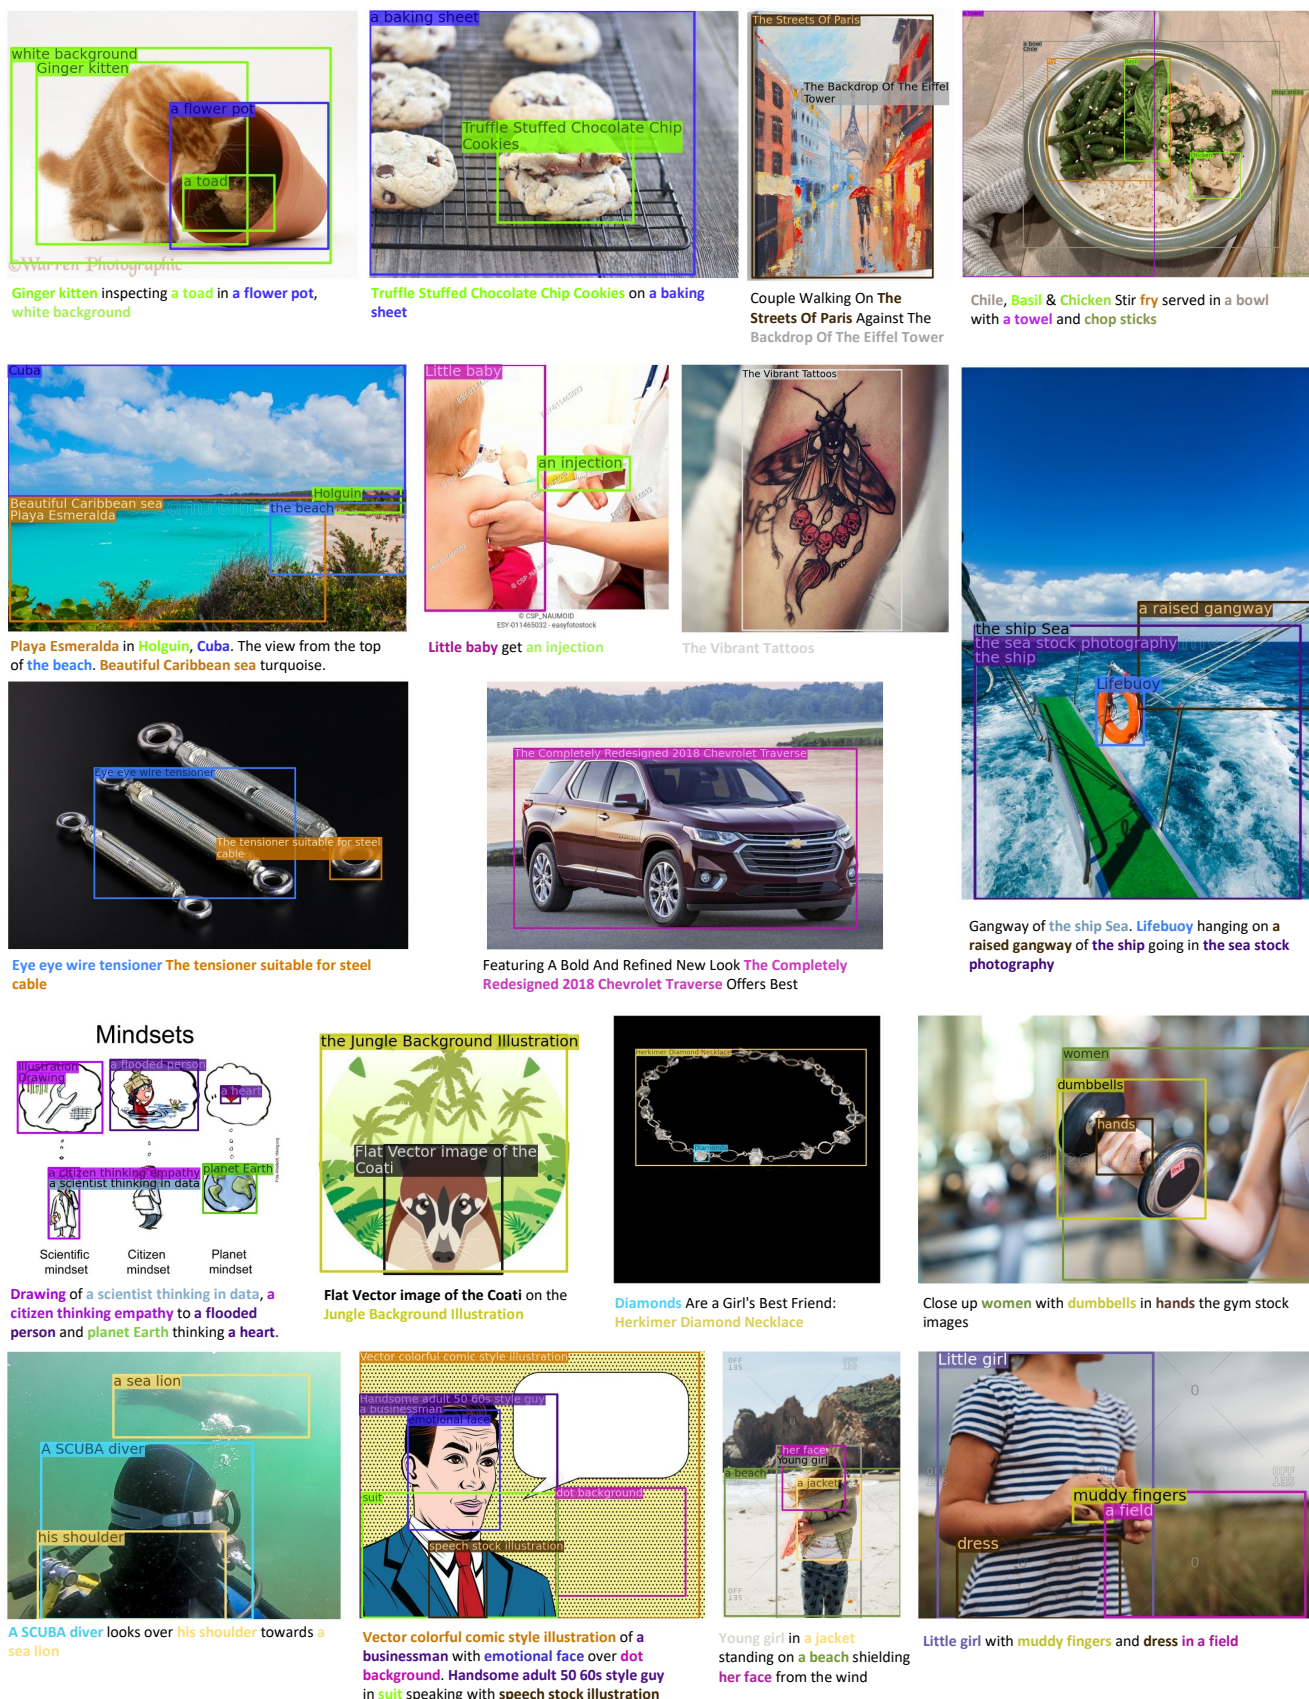 white background
Ginger kitten
a flower pot
a toad
©Warren Photographic
Ginger kitten inspecting a toad in a flower pot,
white background
a baking sheet
Truffle Stuffed Chocolate Chip
Cookies
Truffle Stuffed Chocolate Chip Cookies on a baking
sheet
The Streets Of Paris
The Backdrop Of The Eiffel
Tower
Couple Walking On The
Streets Of Paris Against The
Backdrop Of The Eiffel Tower
a towel
a bowl
Chile
fry
Basil
chop sticks
Chicken
Chile, Basil & Chicken Stir fry served in a bowl
with a towel and chop sticks
Cuba
Holguin
Beautiful Caribbean sea
Playa Esmeralda
the beach
Playa Esmeralda in Holguin, Cuba. The view from the top
of the beach. Beautiful Caribbean sea turquoise.
Little baby
an injection
© CSP_NAUMOID
ESY-011465032 - easyfotostock
Little baby get an injection
The Vibrant Tattoos
The Vibrant Tattoos
a raised gangway
the ship Sea
the sea stock photography
the ship
Lifebuoy
Gangway of the ship Sea. Lifebuoy hanging on a
raised gangway of the ship going in the sea stock
photography
Eye eye wire tensioner
The tensioner suitable for steel
cable
Eye eye wire tensioner The tensioner suitable for steel
cable
The Completely Redesigned 2018 Chevrolet Traverse
Featuring A Bold And Refined New Look The Completely
Redesigned 2018 Chevrolet Traverse Offers Best
Mindsets
Illustration
Drawing
a flooded person
a heart
a citizen thinking empathy
a scientist thinking in data
planet Earth
Scientific
mindset
Citizen
mindset
Planet
mindset
Drawing of a scientist thinking in data, a
citizen thinking empathy to a flooded
person and planet Earth thinking a heart.
the Jungle Background Illustration
Flat Vector image of the
Coati
Flat Vector image of the Coati on the
Jungle Background Illustration
Herkimer Diamond Necklace
Diamonds
Diamonds Are a Girl's Best Friend:
Herkimer Diamond Necklace
women
dumbbells
hands
Close up women with dumbbells in hands the gym stock
images
a sea lion
A SCUBA diver
his shoulder
A SCUBA diver looks over his shoulder towards a
sea lion
Vector colorful comic style illustration
Handsome adult 50 60s style guy
a businessman
emotional face
suit
dot background
speech stock illustration
Vector colorful comic style illustration of a
businessman with emotional face over dot
background. Handsome adult 50 60s style guy
in suit speaking with speech stock illustration
her face
Young girl
a beach
a jacket
Young girl in a jacket
standing on a beach shielding
her face from the wind
Little girl
muddy fingers
a field
dress
Little girl with muddy fingers and dress in a field